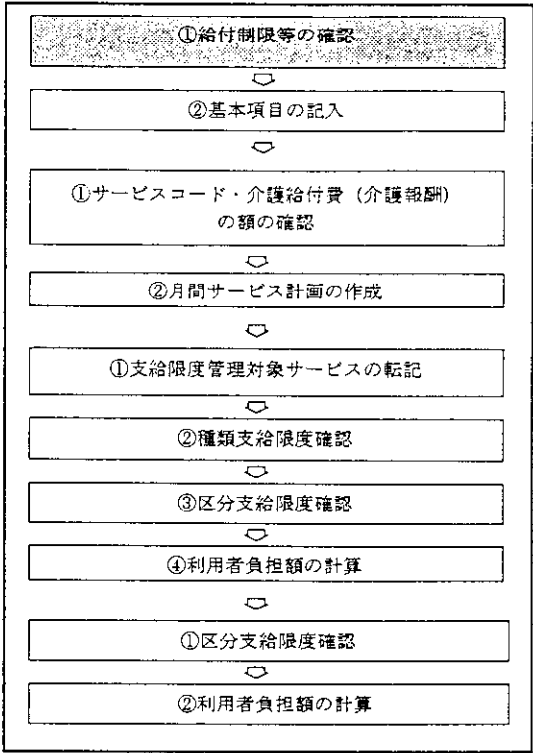 ①給付制限等の確認
②基本項目の記入
①サービスコード・介護給付費（介護報酬）
の額の確認
②月間サービス計画の作成
①支給限度管理対象サービスの転記
②種類支給限度確認
③区分支給限度確認
④利用者負担額の計算
①区分支給限度確認
②利用者負担額の計算